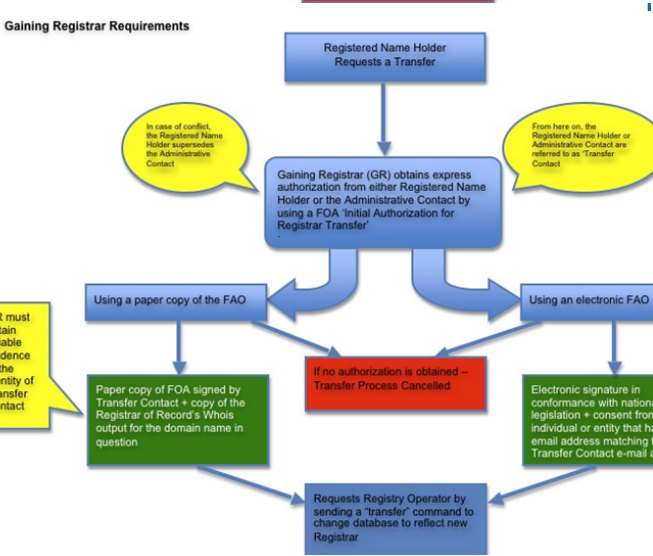 Gaining Registrar Requirements
Registered Name Holder
Requests a Transfer
In case of conflict,
the Registered Name
Holder supersedes
the Administrative
Contact
From here on, the
Registered Name Holder or
Administrative Contact are
referred to as 'Transfer
Contact
Gaining Registrar (GR) obtains express
authorization from either Registered Name
Holder or the Administrative Contact by
using a FOA 'Initial Authorization for
Registrar Transfer'
.
Using a paper copy of the FAO
Using an electronic FAO
must
the
of
If no authorization is obtained –
Transfer Process Cancelled
Paper copy of FOA signed by
Transfer Contact + copy of the
Registrar of Record's Whois
output for the domain name in
question
Electronic signature in
conformance with
legislation + consent
individual or entity that
email address matching
Transfer Contact e-mail
Requests Registry Operator by
sending a "transfer" command to
change database to reflect new
Registrar